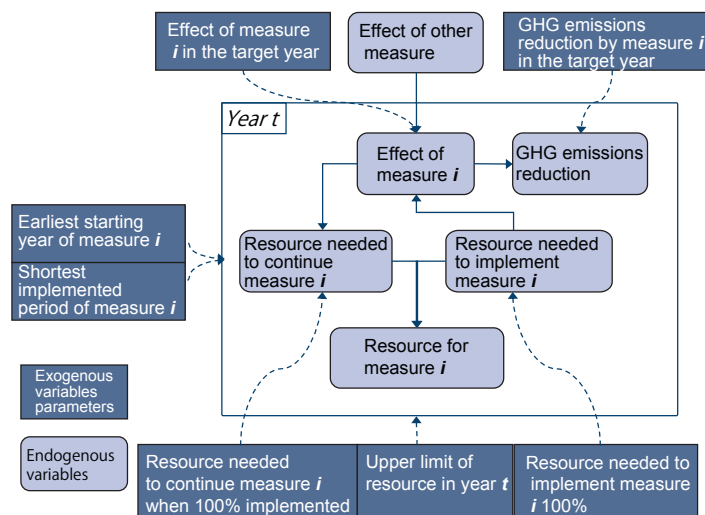 Effect of measure
i in the target year
Effect of other
measure
GHG emissions
reduction by measure i
in the target year
Year t
Effect of
measure i
GHG emissions
reduction
Earliest starting
year of measure i
Shortest
implemented
period of measure i
Resource needed
to continue
measure i
Resource needed
to implement
measure i
Resource for
measure i
Exogenous
variables
parameters
Endogenous
variables
Resource needed
to continue measure i
when 100% implemented
Upper limit of
resource in year t
Resource needed to
implement measure
i 100%